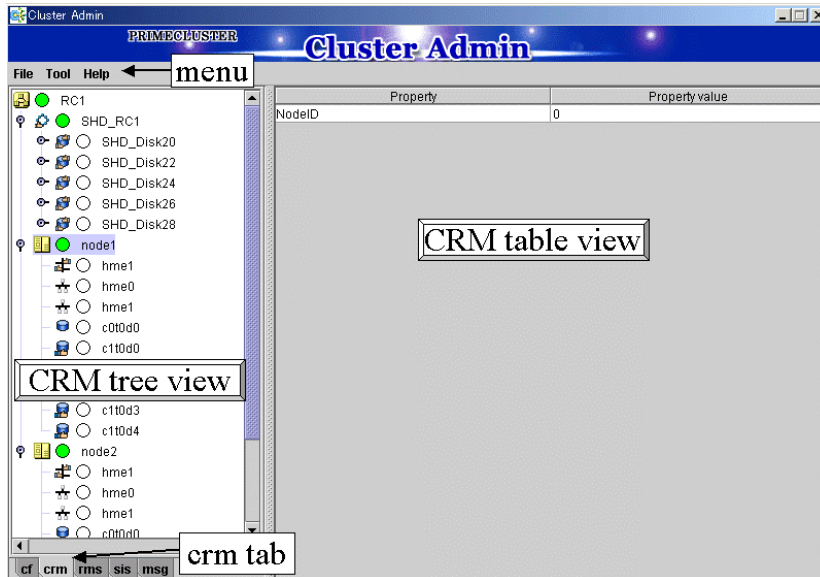 Cluster Admin
PRIMECLUSTER
Cluster Admin
File Tool Help
menu
RC1
SHD_RC1
SHD_Disk20
SHD_Disk22
SHD_Disk24
SHD_Disk26
SHD_Disk28
node1
hme1
hme0
hme1
c0t0d0
c1t0d0
CRM tree view
c1t0d3
c1t0d4
node2
hme1
hme0
hme1
c0t0d0
crm tab
cf crm rms sis msg
Property Property value
NodeID 0
CRM table view